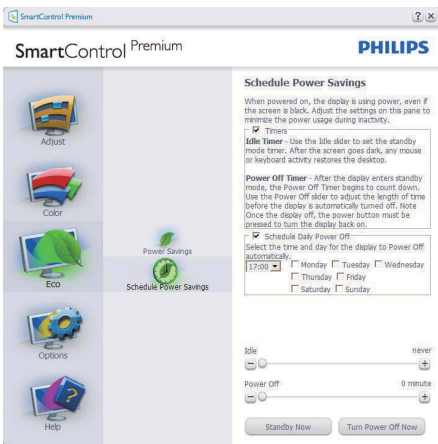 SmartControl Premium
SmartControl Premium
PHILIPS
Adjust
Color
Eco
Options
Help
Power Savings
Schedule Power Savings
Schedule Power Savings
When powered on, the display is using power, even if
the screen is black. Adjust the settings on this pane to
minimize the power usage during inactivity.
Timers
Idle Timer - Use the Idle slider to set the standby
mode timer. After the screen goes dark, any mouse
or keyboard activity restores the desktop.
Power Off Timer - After the display enters standby
mode, the Power Off Timer begins to count down.
Use the Power Off slider to adjust the length of time
before the display is automatically turned off. Note
Once the display off, the power button must be
pressed to turn the display back on.
Schedule Daily Power Off
Select the time and day for the display to Power Off
automatically.
17:00 Monday Tuesday Wednesday
Thursday Friday
Saturday Sunday
Idle never
Power Off 0 minute
Standby Now Turn Power Off Now